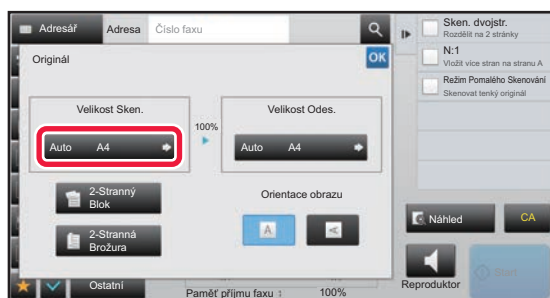 Adresář
Adresa
Číslo faxu
Originál
OK
Velikost Sken.
Auto A4
100%
Velikost Odes.
Auto A4
2-Stranný
Blok
2-Stranná
Brožura
Orientace obrazu
A
A
Ostatní
Paměť příjmu faxu :
100%
Sken. dvojstr.
Rozdělit na 2 stránky
N:1
Vložit více stran na stranu A
Režim Pomalého Skenování
Skenovat tenký originál
Náhled
CA
Reproduktor
Start